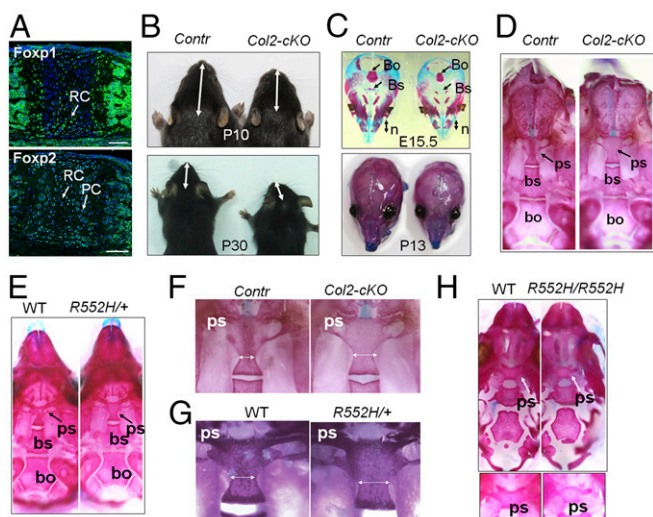 A
Foxp1
RC
Foxp2
RC
PC
B
Contr Col2-cKO
P10
P30
C
Contr Col2-cKO
Bo Bo
Bs Bs
n n
E15.5
P13
D
Contr Col2-cKO
ps ps
bs bs
bo bo
E
WT R552H/+
ps ps
bs bs
bo bo
F
Contr Col2-cKO
ps
G
WT R552H/+
ps
H
WT R552H/R552H
ps ps
ps ps